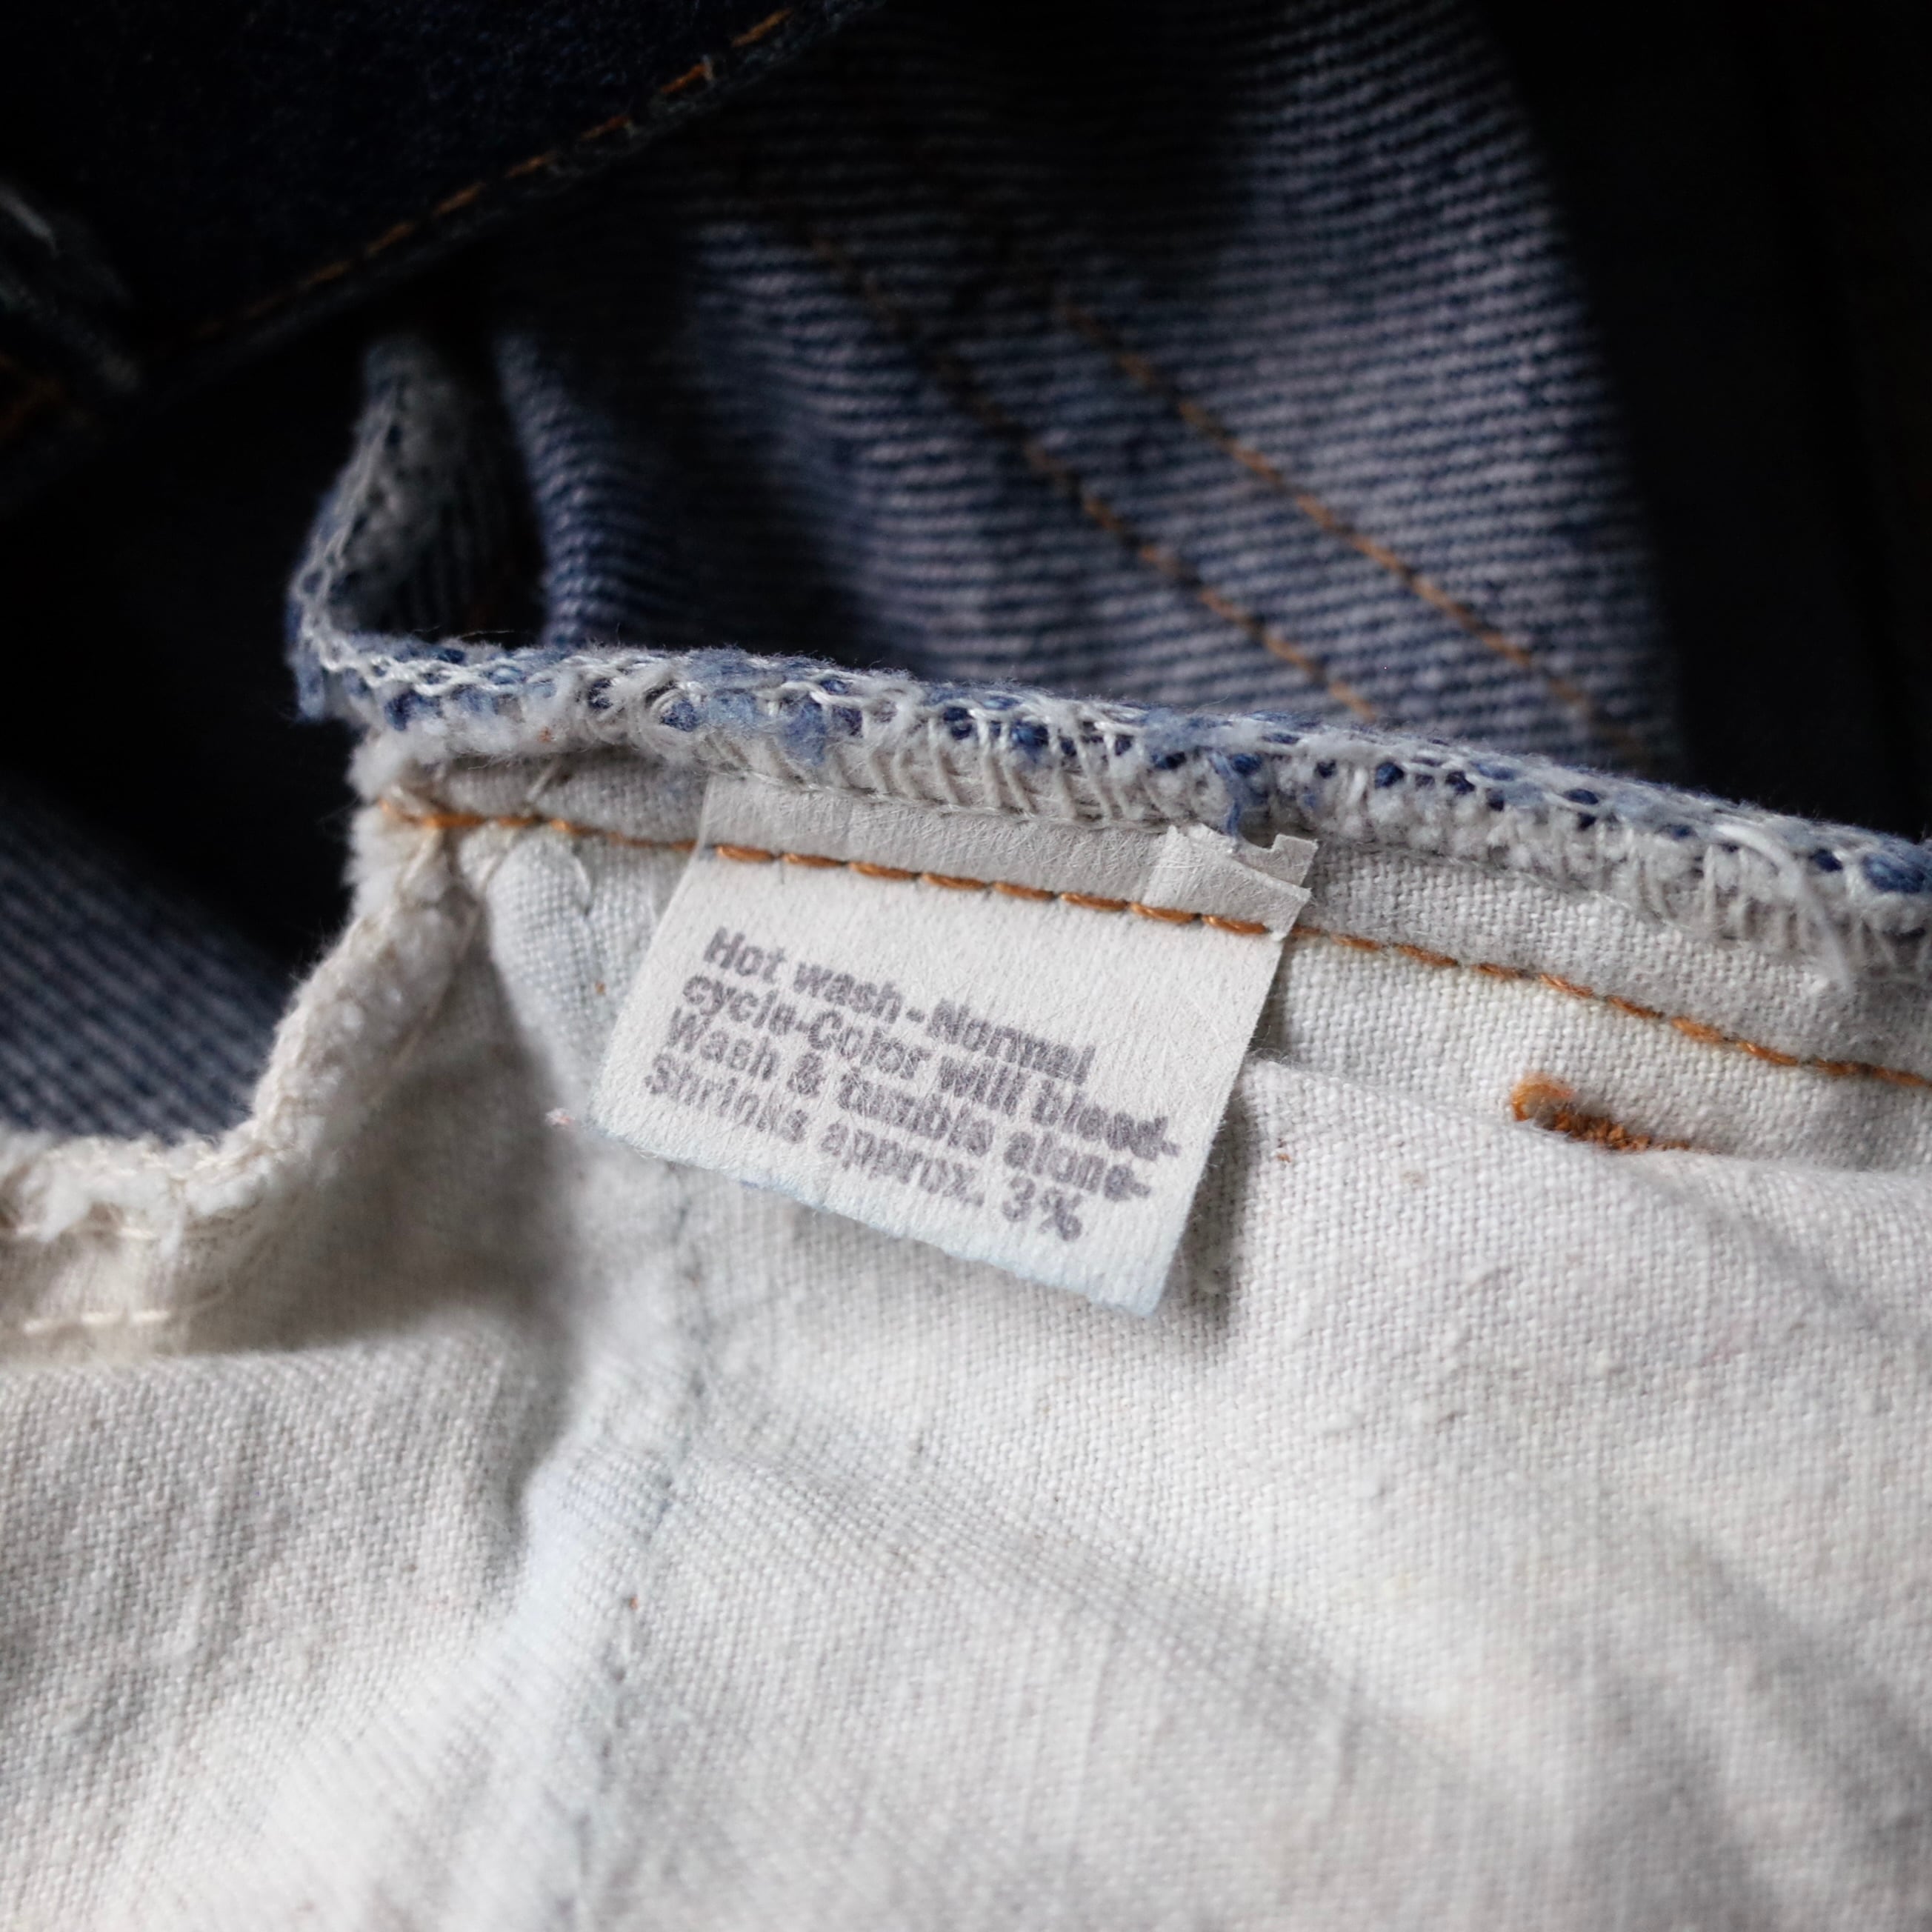 Hot wash-Normal
cycle-Color will bleed-
Wash & tumble alone-
Shrinks approx. 3%